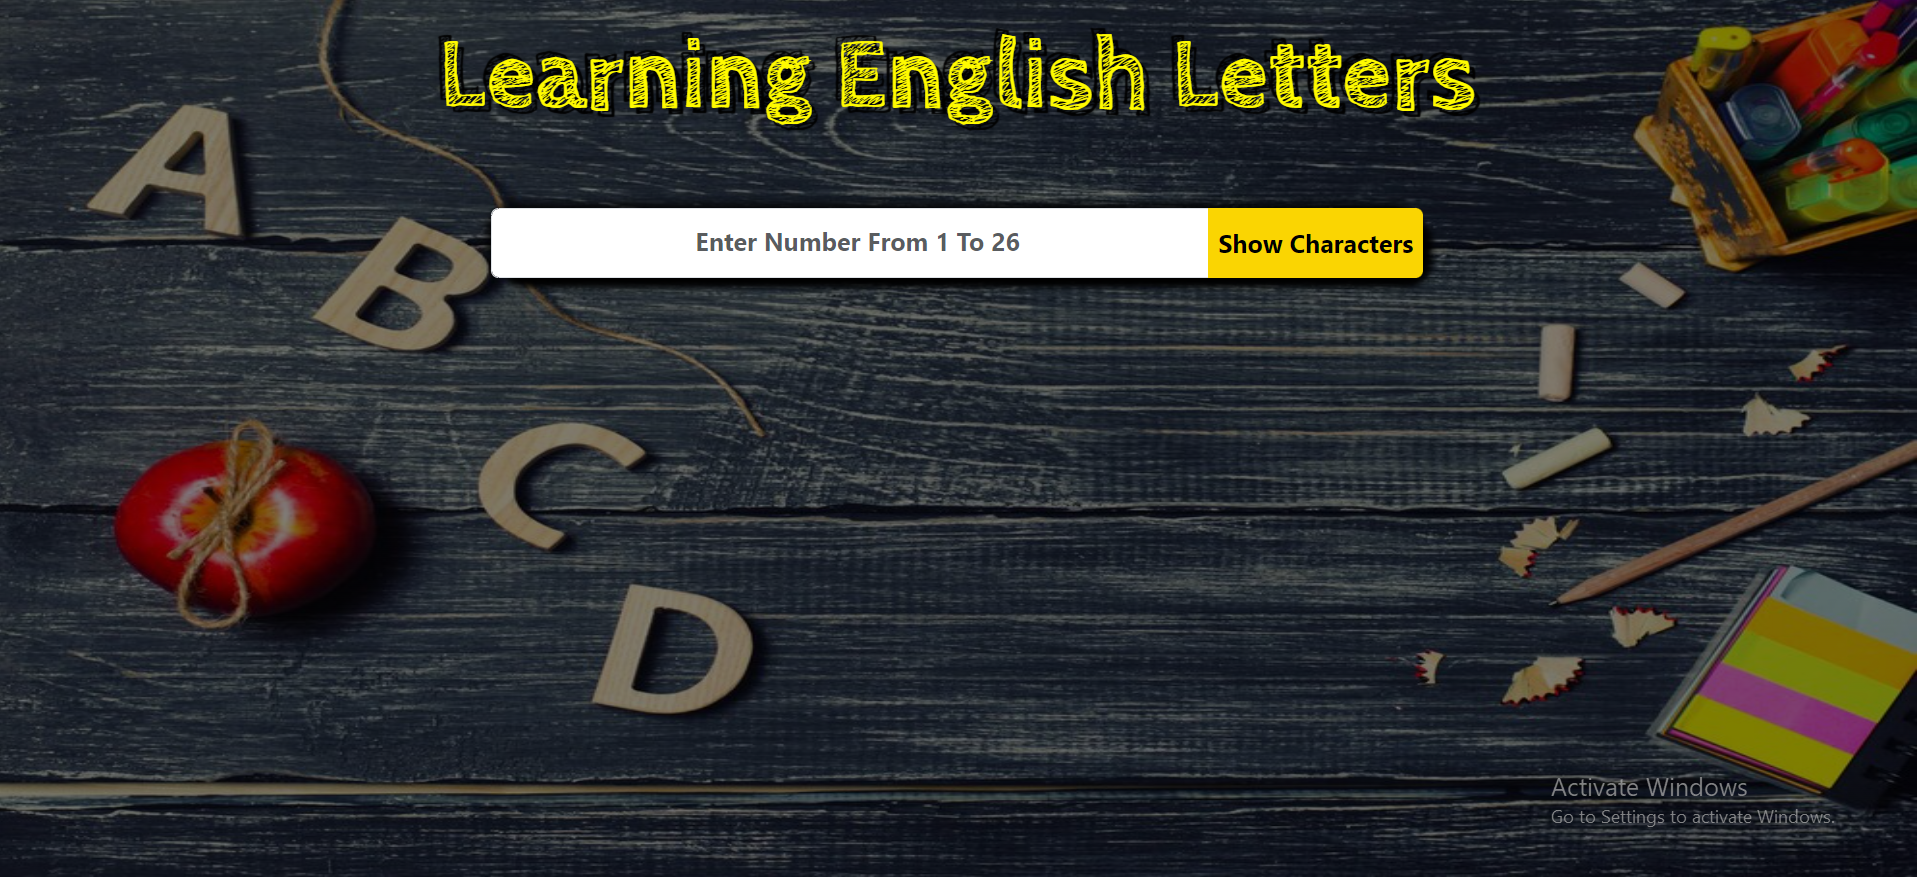 Learning English Letters
A
B
Enter Number From 1 To 26
Show Characters
C
D
Activate Windows
Go to Settings to activate Windows.